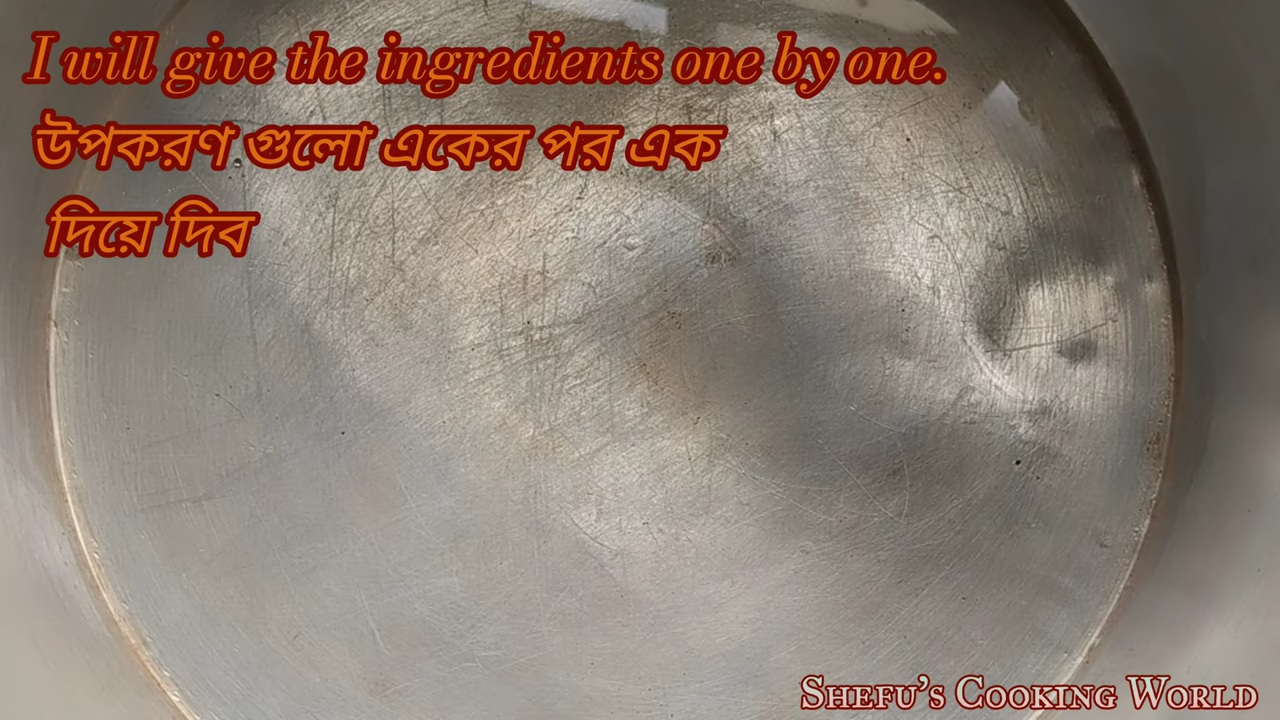 I will give the ingredients one by one.
উপকরণ গুলো একের পর এক
দিয়ে দিব
Shefu's Cooking World